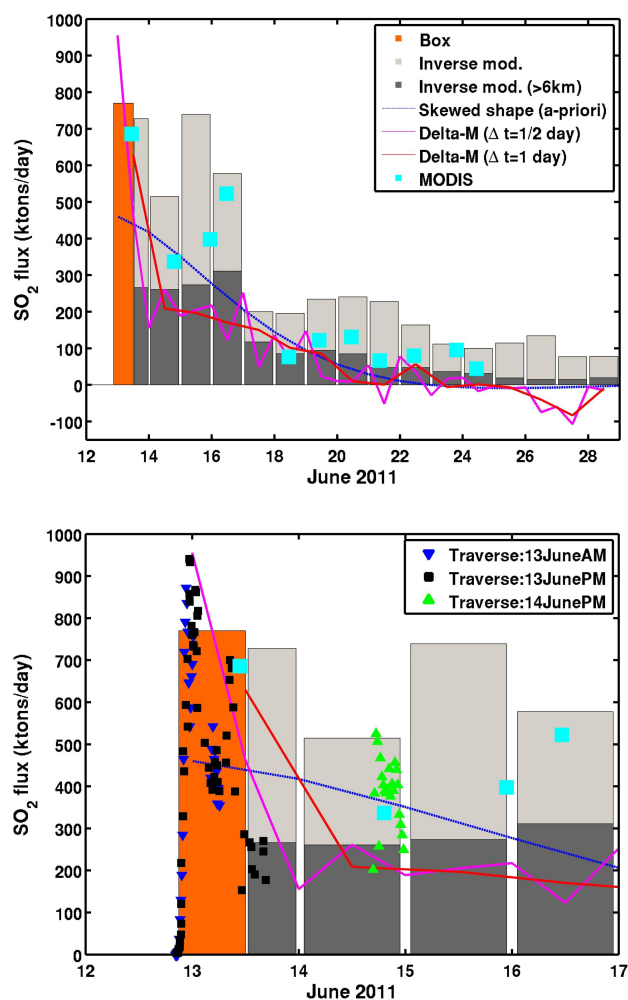 1000
900
800
700
600
500
400
300
200
100
0
-100
SO2 flux (ktons/day)
Box
Inverse mod.
Inverse mod. (>6km)
Skewed shape (a-priori)
Delta-M (Δ t=1/2 day)
Delta-M (Δ t=1 day)
MODIS
12 14 16 18 20 22 24 26 28
June 2011
1000
900
800
700
600
500
400
300
200
100
0
SO2 flux (ktons/day)
Traverse:13JuneAM
Traverse:13JunePM
Traverse:14JunePM
12 13 14 15 16 17
June 2011